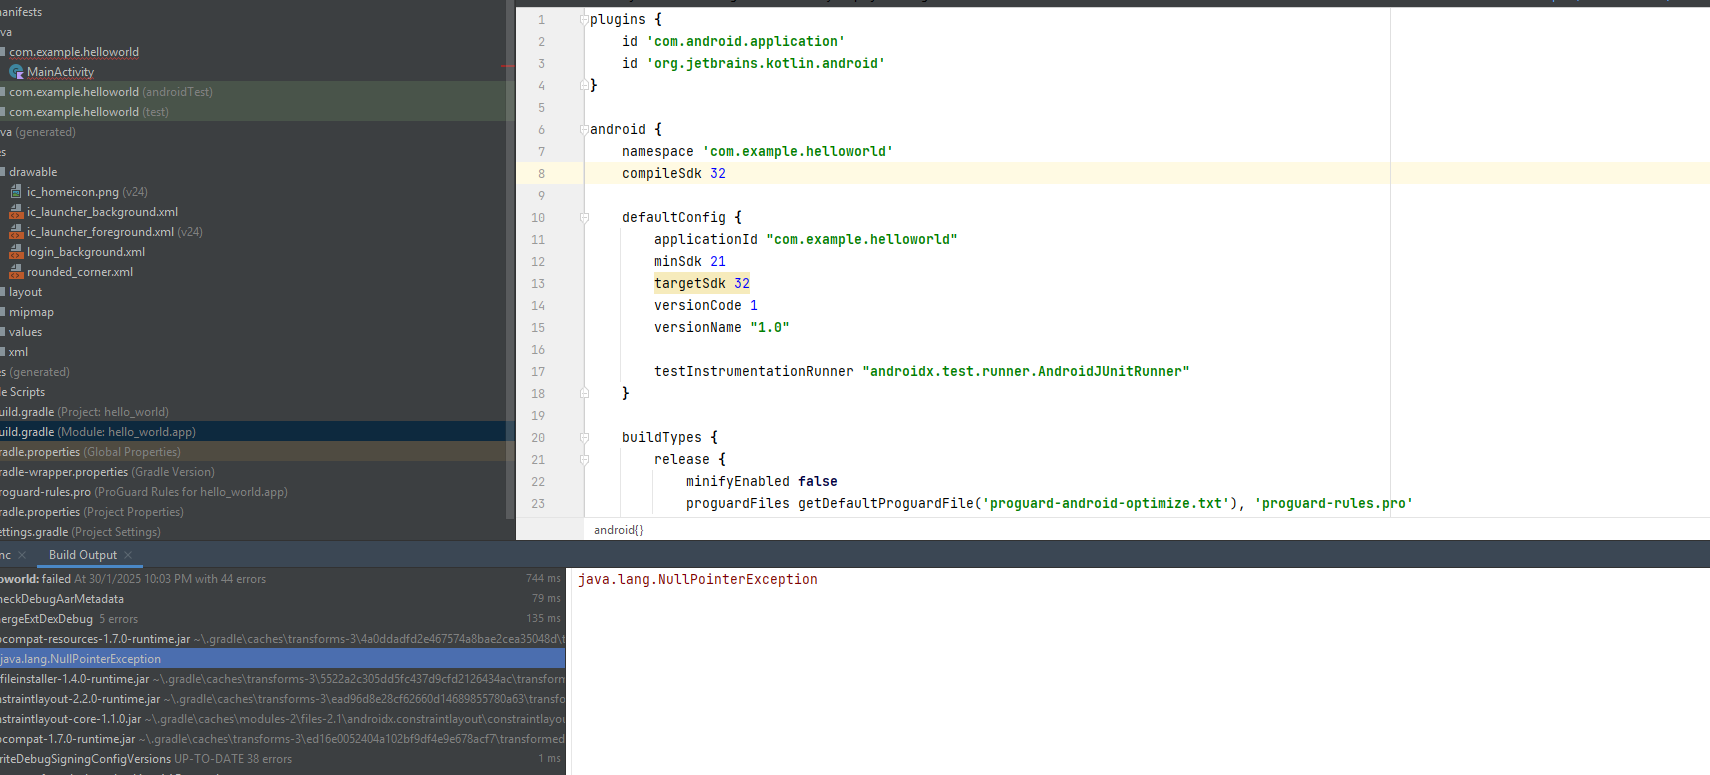 anifests
va
com.example.helloworld
MainActivity
com.example.helloworld (androidTest)
com.example.helloworld (test)
va (generated)
es
drawable
ic_homeicon.png (v24)
ic_launcher_background.xml
ic_launcher_foreground.xml (v24)
login_background.xml
rounded_corner.xml
layout
mipmap
values
xml
es (generated)
le Scripts
uild.gradle (Project: hello_world)
uild.gradle (Module: hello_world.app)
radle.properties (Global Properties)
radle-wrapper.properties (Gradle Version)
roguard-rules.pro (ProGuard Rules for hello_world.app)
radle.properties (Project Properties)
ettings.gradle (Project Settings)
1 plugins {
2 id 'com.android.application'
3 id 'org.jetbrains.kotlin.android'
4 }
5
6 android {
7 namespace 'com.example.helloworld'
8 compileSdk 32
9
10 defaultConfig {
11 applicationId "com.example.helloworld"
12 minSdk 21
13 targetSdk 32
14 versionCode 1
15 versionName "1.0"
16
17 testInstrumentationRunner "androidx.test.runner.AndroidJUnitRunner"
18 }
19
20 buildTypes {
21 release {
22 minifyEnabled false
23 proguardFiles getDefaultProguardFile('proguard-android-optimize.txt'), 'proguard-rules.pro'
android{}
nc Build Output
oworld: failed At 30/1/2025 10:03 PM with 44 errors 744 ms
heckDebugAarMetadata 79 ms
ergeExtDexDebug 5 errors 135 ms
ocompat-resources-1.7.0-runtime.jar ~\.gradle\caches\transforms-3\4a0ddadfd2e467574a8bae2cea35048d\t
java.lang.NullPointerException
fileinstaller-1.4.0-runtime.jar ~\.gradle\caches\transforms-3\5522a2c305dd5fc437d9cfd2126434ac\transforn
nstraintlayout-2.2.0-runtime.jar ~\.gradle\caches\transforms-3\ead96d8e28cf62660d14689855780a63\transfo
nstraintlayout-core-1.1.0.jar ~\.gradle\caches\modules-2\files-2.1\androidx.constraintlayout\constraintlayou
ocompat-1.7.0-runtime.jar ~\.gradle\caches\transforms-3\ed16e0052404a102bf9df4e9e678acf7\transformed
riteDebugSigningConfigVersions UP-TO-DATE 38 errors 1 ms
java.lang.NullPointerException